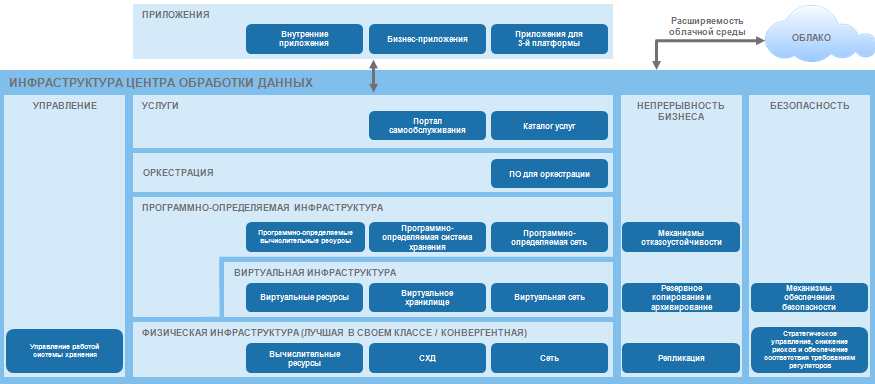 ПРИЛОЖЕНИЯ
Внутренние
приложения
Бизнес-приложения
Приложения для
3-й платформы
Расширяемость
облачной среды
ОБЛАКО
ИНФРАСТРУКТУРА ЦЕНТРА ОБРАБОТКИ ДАННЫХ
УПРАВЛЕНИЕ
Управление работой
системы хранения
УСЛУГИ
Портал
самообслуживания
Каталог услуг
ОРКЕСТРАЦИЯ
ПО для оркестрации
ПРОГРАММНО-ОПРЕДЕЛЯЕМАЯ ИНФРАСТРУКТУРА
Программно-определяемые
вычислительные ресурсы
Программно-
определяемая система
хранения
Программно-
определяемая сеть
ВИРТУАЛЬНАЯ ИНФРАСТРУКТУРА
Виртуальные ресурсы
Виртуальное
хранилище
Виртуальная сеть
ФИЗИЧЕСКАЯ ИНФРАСТРУКТУРА (ЛУЧШАЯ В СВОЕМ КЛАССЕ / КОНВЕРГЕНТНАЯ)
Вычислительные
ресурсы
СХД
Сеть
НЕПРЕРЫВНОСТЬ
БИЗНЕСА
Механизмы
отказоустойчивости
Резервное
копирование и
архивирование
Репликация
БЕЗОПАСНОСТЬ
Механизмы
обеспечения
безопасности
Стратегическое
управление, снижение
рисков и обеспечение
соответствия требованиям
регуляторов